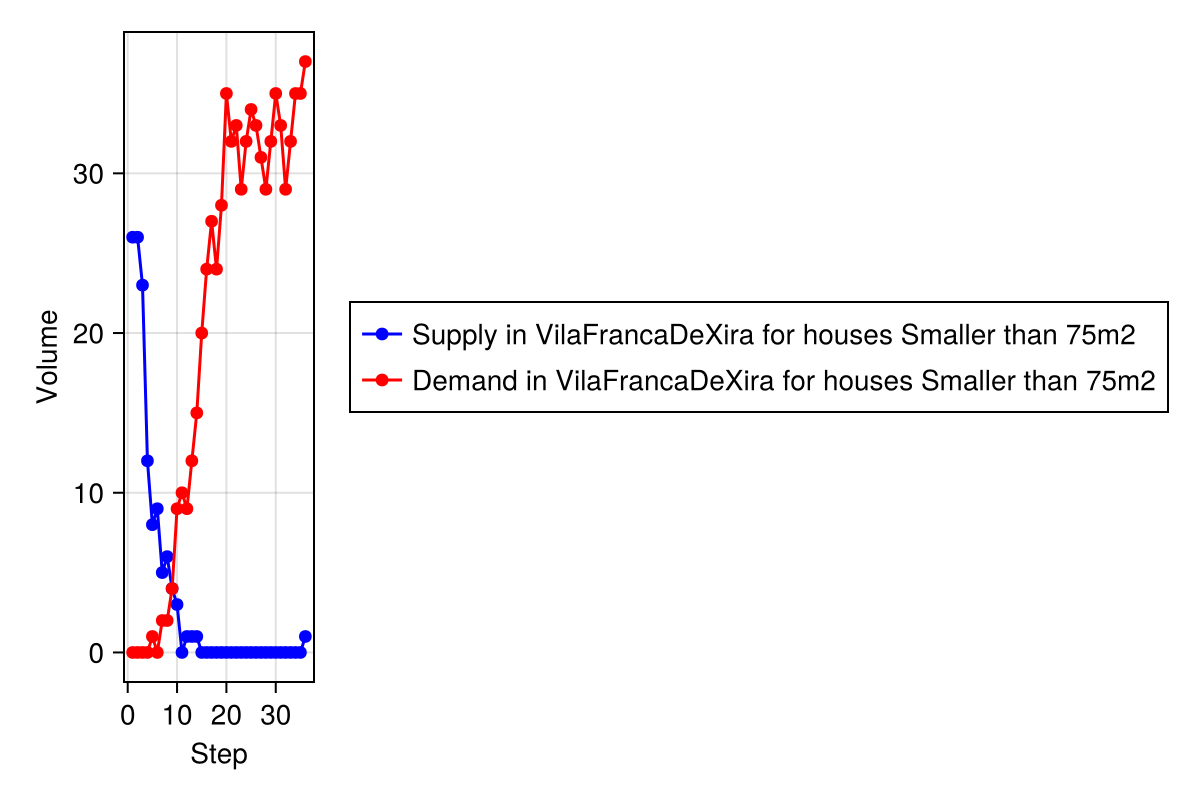 Volume
30
20
10
0
0 10 20 30
Step
Supply in VilaFrancaDeXira for houses Smaller than 75m2
Demand in VilaFrancaDeXira for houses Smaller than 75m2